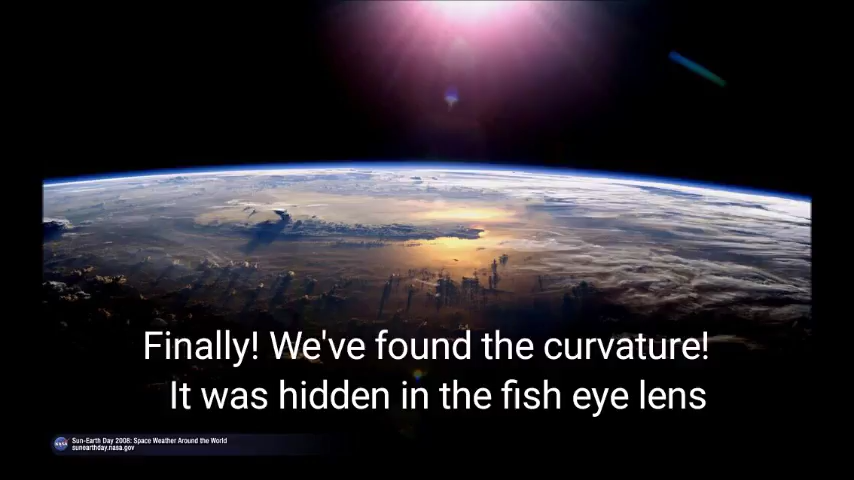 Finally! We've found the curvature!
It was hidden in the fish eye lens
NASA
Sun-Earth Day 2008: Space Weather Around the World
sunearthday.nasa.gov